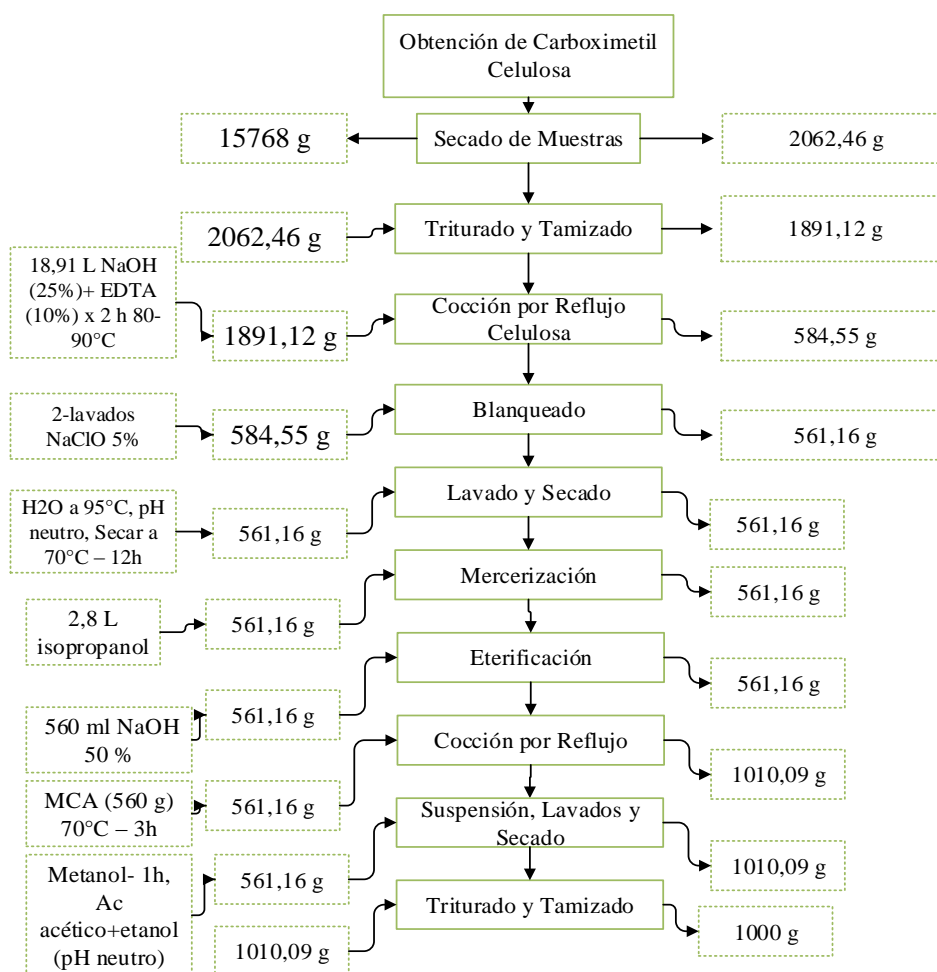 Obtención de Carboximetil
Celulosa
15768 g
Secado de Muestras
2062,46 g
2062,46 g
Triturado y Tamizado
1891,12 g
18,91 L NaOH
(25%)+ EDTA
(10%) x 2 h 80-
90°C
1891,12 g
Cocción por Reflujo
Celulosa
584,55 g
2-lavados
NaClO 5%
584,55 g
Blanqueado
561,16 g
H2O a 95°C, pH
neutro, Secar a
70°C – 12h
561,16 g
Lavado y Secado
561,16 g
2,8 L
isopropanol
561,16 g
Mercerización
561,16 g
560 ml NaOH
50 %
561,16 g
Eterificación
561,16 g
MCA (560 g)
70°C – 3h
561,16 g
Cocción por Reflujo
1010,09 g
Metanol- 1h,
Ac
acético+etanol
(pH neutro)
561,16 g
Suspensión, Lavados y
Secado
1010,09 g
1010,09 g
Triturado y Tamizado
1000 g